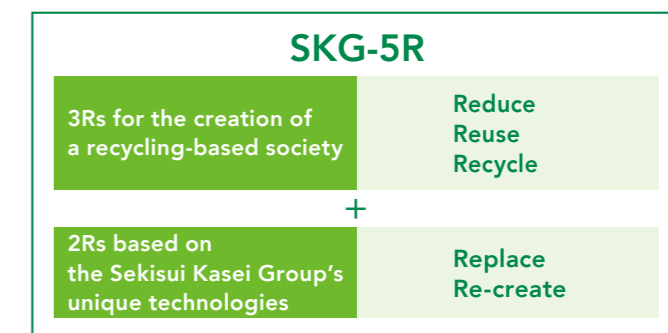 SKG-5R
3Rs for the creation of
a recycling-based society
Reduce
Reuse
Recycle
+
2Rs based on
the Sekisui Kasei Group’s
unique technologies
Replace
Re-create